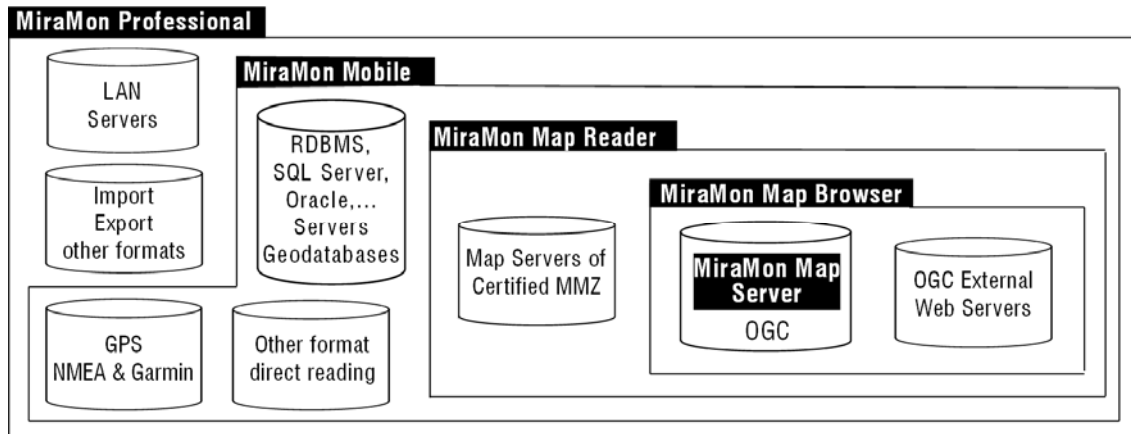 MiraMon Professional
LAN
Servers
Import
Export
other formats
MiraMon Mobile
RDBMS,
SQL Server,
Oracle,...
Servers
Geodatabases
GPS
NMEA & Garmin
Other format
direct reading
MiraMon Map Reader
Map Servers of
Certified MMZ
MiraMon Map Browser
MiraMon Map
Server
OGC
OGC External
Web Servers